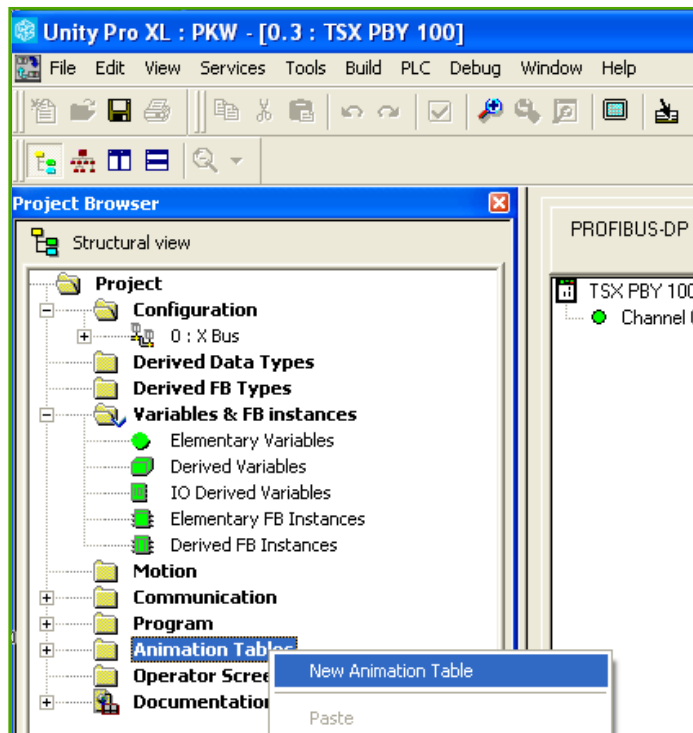 Unity Pro XL : PKW - [0.3 : TSX PBY 100]
File Edit View Services Tools Build PLC Debug Window Help
Project Browser
Structural view
PROFIBUS-DP
Project
TSX PBY 100
Configuration
Channel
0 : X Bus
Derived Data Types
Derived FB Types
Variables & FB instances
Elementary Variables
Derived Variables
IO Derived Variables
Elementary FB Instances
Derived FB Instances
Motion
Communication
Program
Animation Tables
New Animation Table
Operator Scree
Documentation
Paste